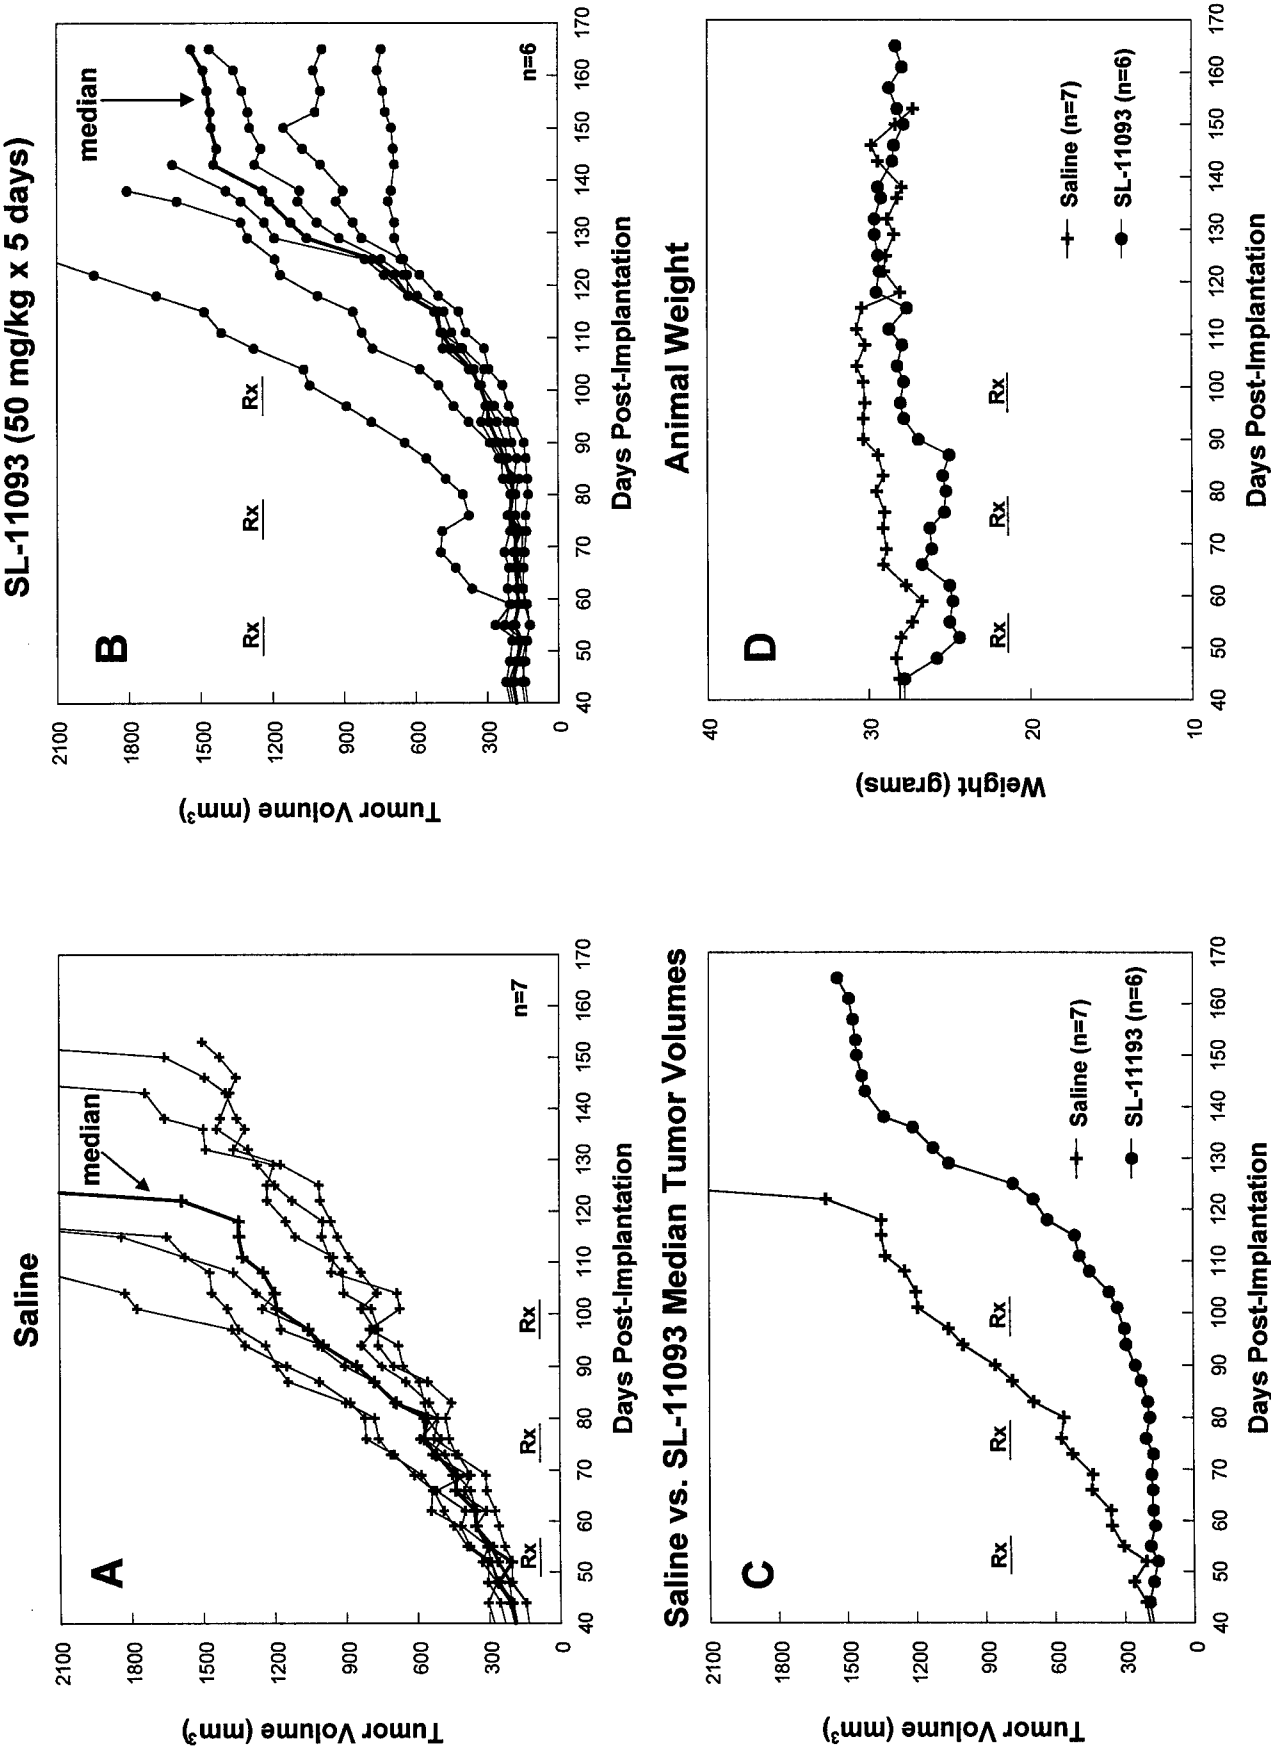 Saline
A
2100
1800
1500
1200
900
600
300
0
Tumor Volume (mm³)
median
n=7
Rx Rx Rx
40 50 60 70 80 90 100 110 120 130 140 150 160 170
Days Post-Implantation
SL-11093 (50 mg/kg x 5 days)
B
2100
1800
1500
1200
900
600
300
0
Tumor Volume (mm³)
median
n=6
Rx Rx Rx
40 50 60 70 80 90 100 110 120 130 140 150 160 170
Days Post-Implantation
Saline vs. SL-11093 Median Tumor Volumes
C
2100
1800
1500
1200
900
600
300
0
Tumor Volume (mm³)
Rx Rx Rx
Saline (n=7)
SL-11193 (n=6)
40 50 60 70 80 90 100 110 120 130 140 150 160 170
Days Post-Implantation
Animal Weight
D
40
30
20
10
Weight (grams)
Rx Rx Rx
Saline (n=7)
SL-11093 (n=6)
40 50 60 70 80 90 100 110 120 130 140 150 160 170
Days Post-Implantation